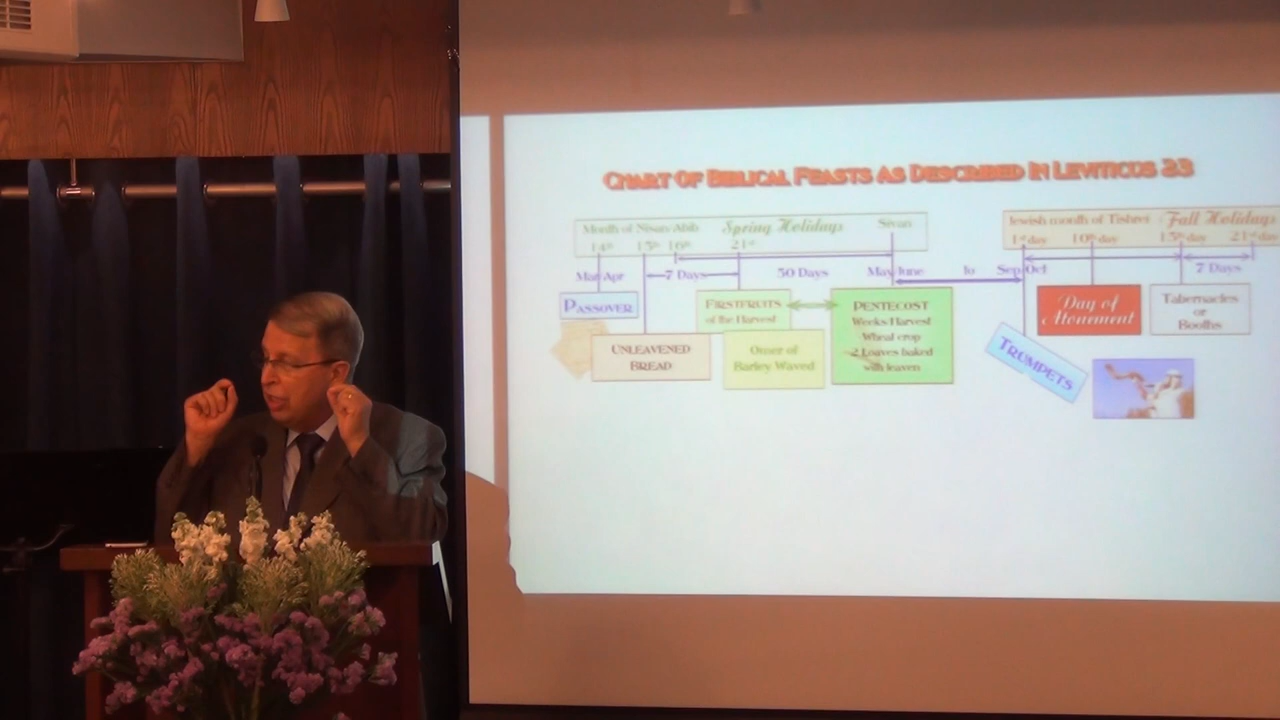 CHART OF BIBLICAL FEASTS AS DESCRIBED IN LEVITICUS 23
Month of Nisan/Abib Spring Holidays Sivan
14th 15th 16th 21st
Mar/Apr 7 Days 50 Days May/June to Sep/Oct
PASSOVER
UNLEAVENED
BREAD
FIRSTFRUITS
of the Harvest
Omer of
Barley Waved
PENTECOST
Weeks Harvest
Wheat crop
2 Loaves baked
with leaven
Jewish month of Tishrei Fall Holidays
1st day 10th day 15th day 21st day
7 Days
TRUMPETS
Day of
Atonement
Tabernacles
or
Booths